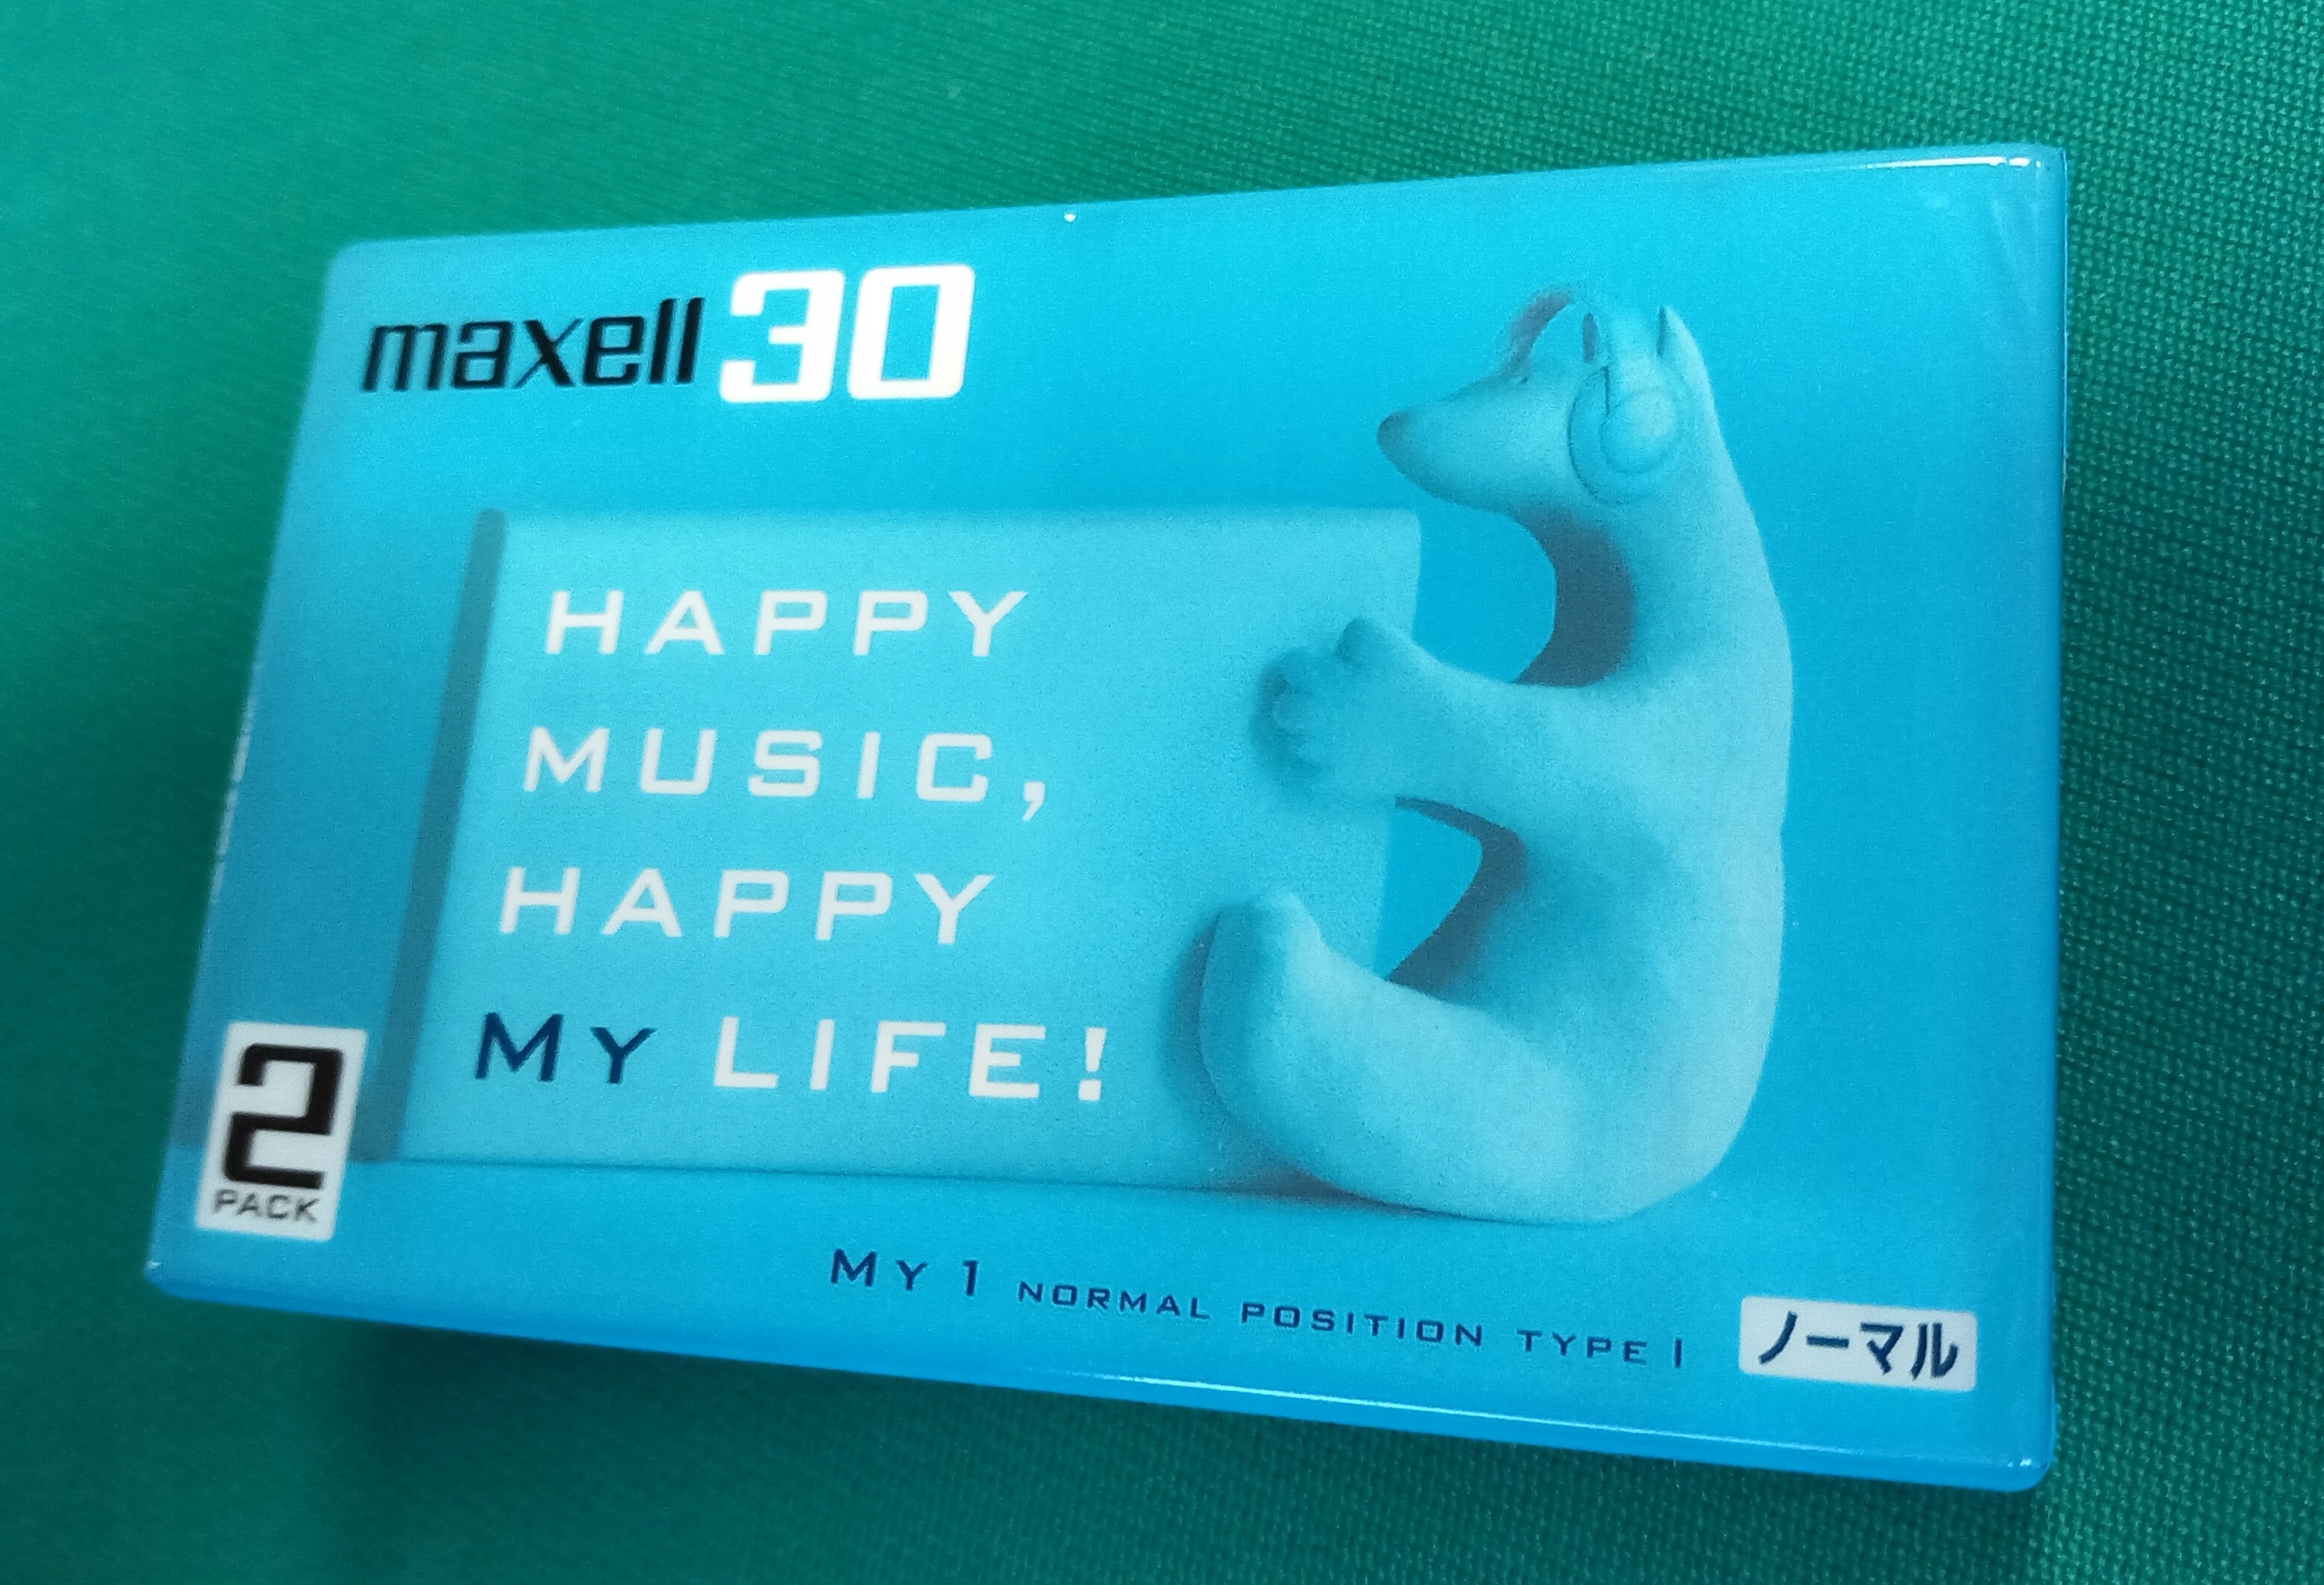 maxell 30
HAPPY
MUSIC,
HAPPY
MY LIFE!
2
PACK
MY 1 NORMAL POSITION TYPE I
ノーマル